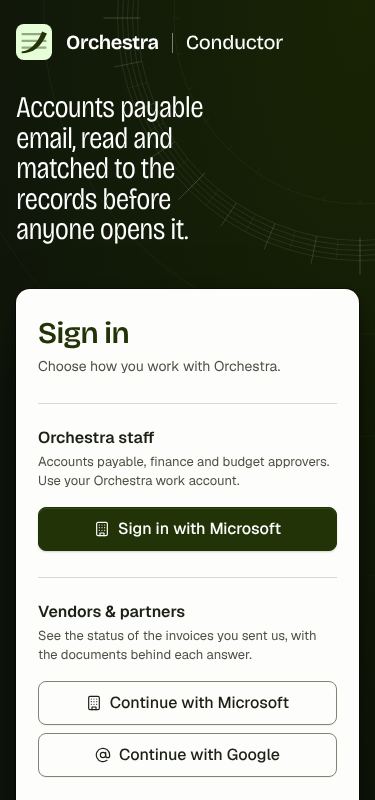 Orchestra | Conductor
Accounts payable
email, read and
matched to the
records before
anyone opens it.
Sign in
Choose how you work with Orchestra.
Orchestra staff
Accounts payable, finance and budget approvers.
Use your Orchestra work account.
Sign in with Microsoft
Vendors & partners
See the status of the invoices you sent us, with
the documents behind each answer.
Continue with Microsoft
Continue with Google